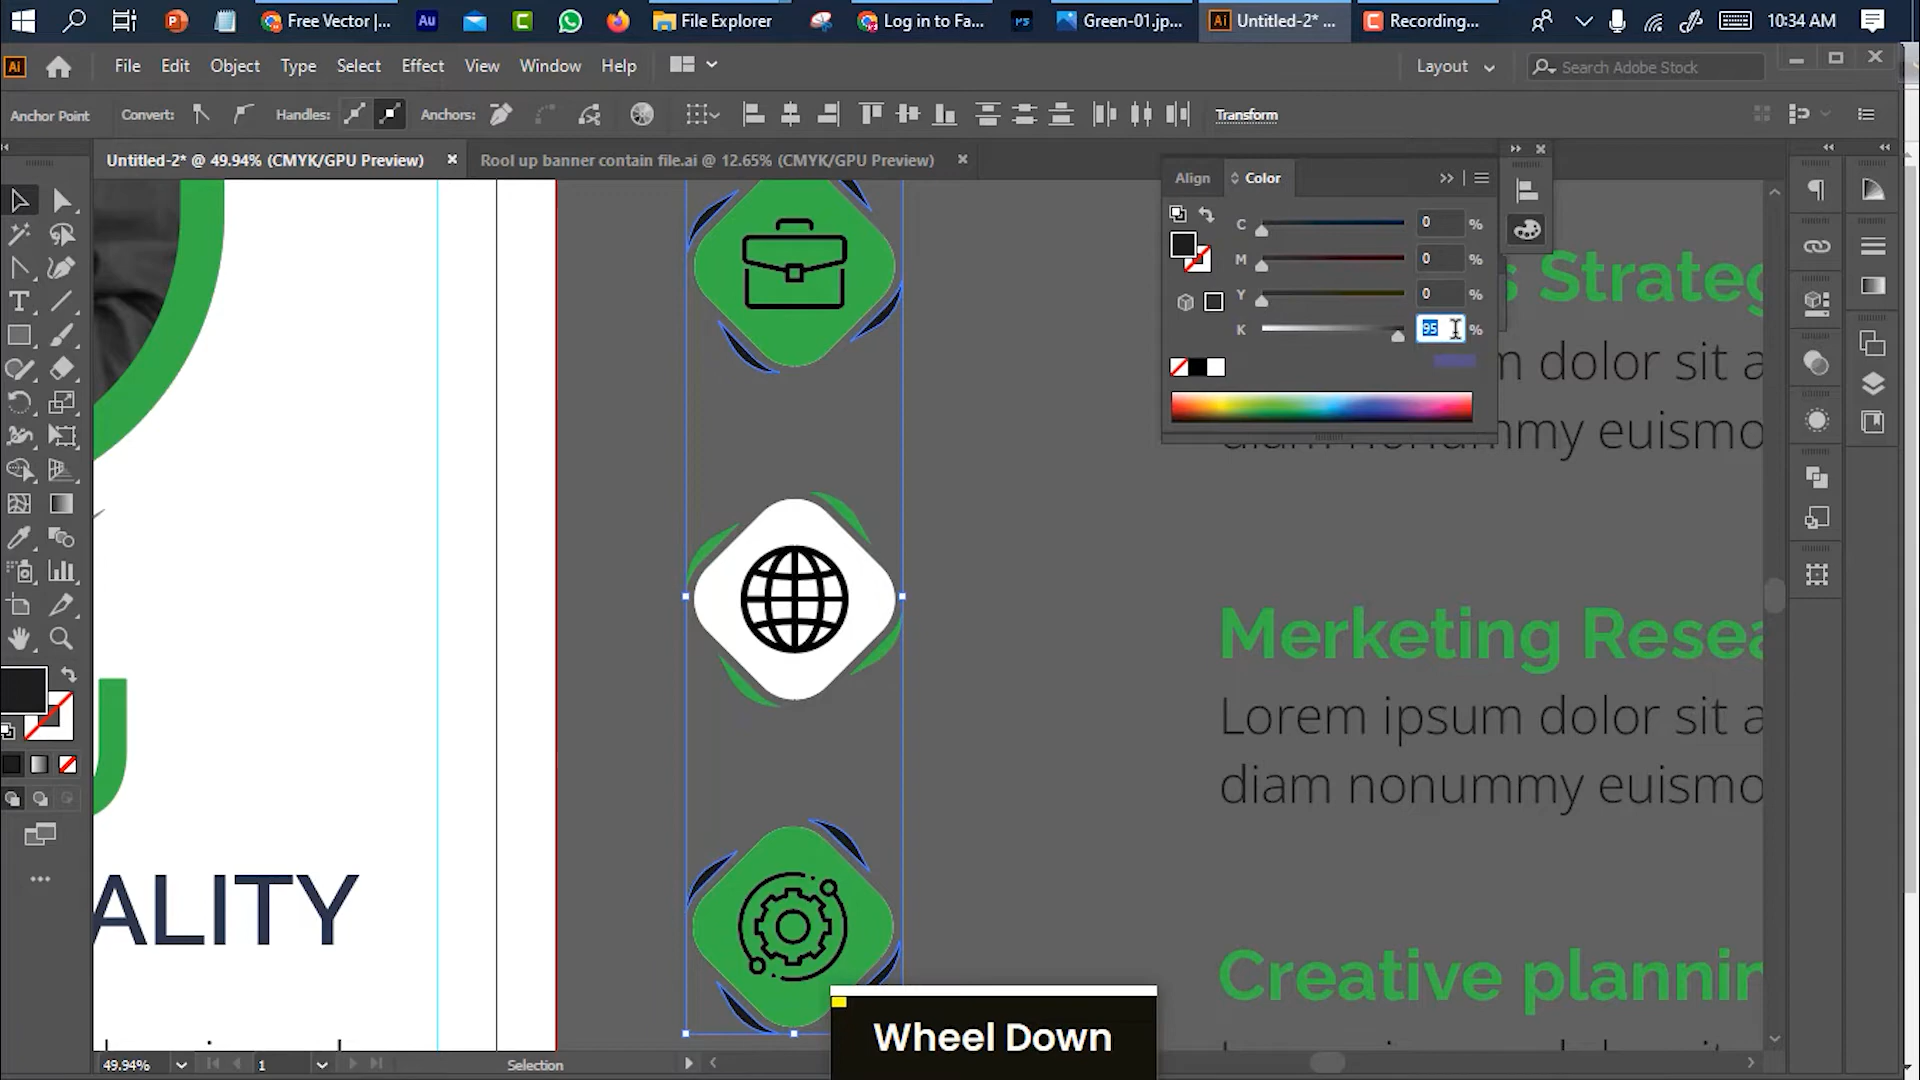 Free Vector |...
Au
File Explorer
Log in to Fa...
PS
Green-01.jp...
Ai
Untitled-2* ...
Recording...
10:34 AM
Ai
File
Edit
Object
Type
Select
Effect
View
Window
Help
Layout
Search Adobe Stock
Anchor Point
Convert:
Handles:
Anchors:
Transform
Untitled-2* @ 49.94% (CMYK/GPU Preview)
Rool up banner contain file.ai @ 12.65% (CMYK/GPU Preview)
Align
Color
C 0 %
M 0 %
Y 0 %
K 95 %
s Strateg
m dolor sit a
diam nonummy euismo
Merketing Resea
Lorem ipsum dolor sit a
diam nonummy euismo
ALITY
Creative plannin
Wheel Down
49.94%
1
Selection